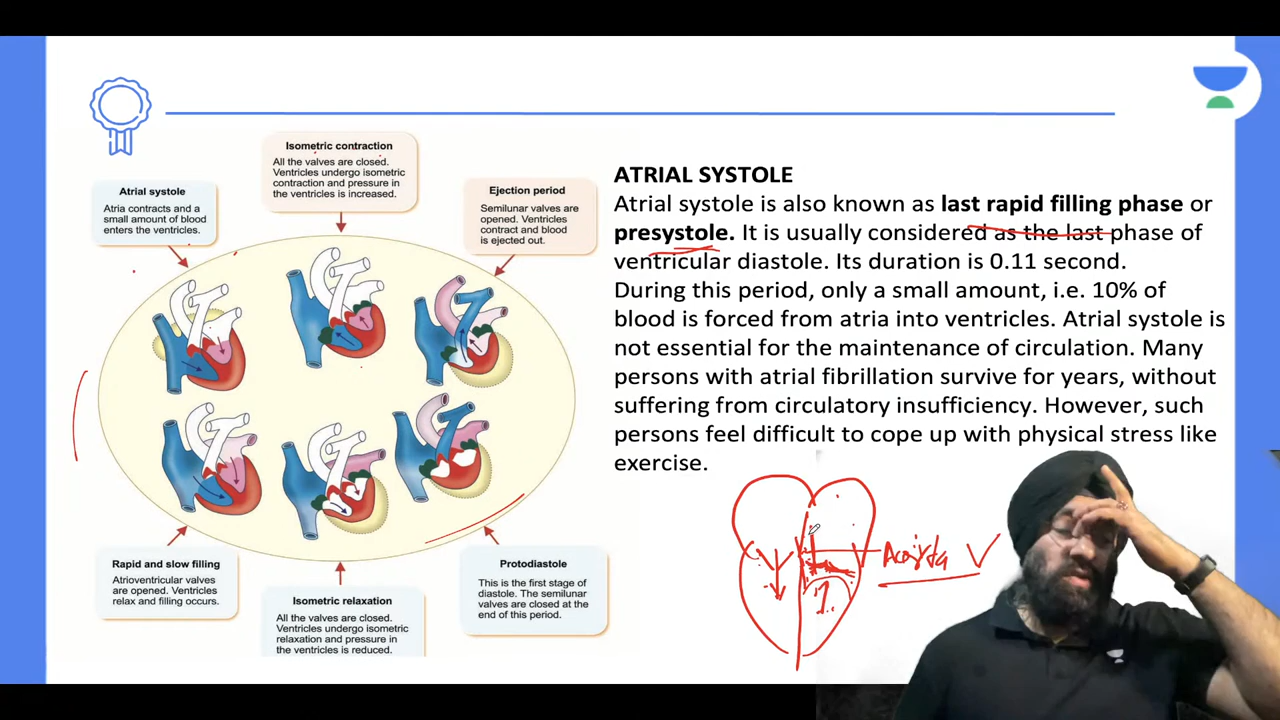 Isometric contraction
All the valves are closed.
Ventricles undergo isometric
contraction and pressure in
the ventricles is increased.
Atrial systole
Atria contracts and a
small amount of blood
enters the ventricles.
Ejection period
Semilunar valves are
opened. Ventricles
contract and blood
is ejected out.
Rapid and slow filling
Atrioventricular valves
are opened. Ventricles
relax and filling occurs.
Isometric relaxation
All the valves are closed.
Ventricles undergo isometric
relaxation and pressure in
the ventricles is reduced.
Protodiastole
This is the first stage of
diastole. The semilunar
valves are closed at the
end of this period.
ATRIAL SYSTOLE
Atrial systole is also known as last rapid filling phase or
presystole. It is usually considered as the last phase of
ventricular diastole. Its duration is 0.11 second.
During this period, only a small amount, i.e. 10% of
blood is forced from atria into ventricles. Atrial systole is
not essential for the maintenance of circulation. Many
persons with atrial fibrillation survive for years, without
suffering from circulatory insufficiency. However, such
persons feel difficult to cope up with physical stress like
exercise.